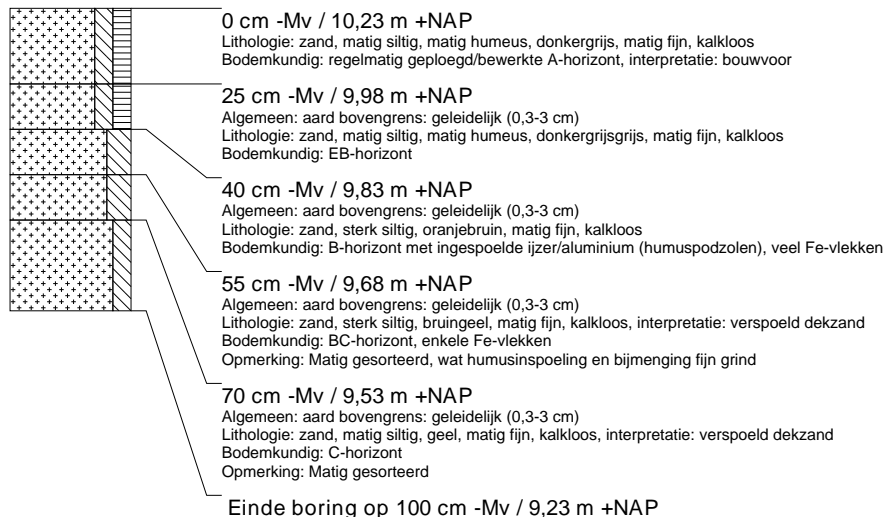 0 cm -Mv / 10,23 m +NAP
Lithologie: zand, matig siltig, matig humeus, donkergrijs, matig fijn, kalkloos
Bodemkundig: regelmatig geploegd/bewerkte A-horizont, interpretatie: bouwvoor
25 cm -Mv / 9,98 m +NAP
Algemeen: aard bovengrens: geleidelijk (0,3-3 cm)
Lithologie: zand, matig siltig, matig humeus, donkergrijsgrijs, matig fijn, kalkloos
Bodemkundig: EB-horizont
40 cm -Mv / 9,83 m +NAP
Algemeen: aard bovengrens: geleidelijk (0,3-3 cm)
Lithologie: zand, sterk siltig, oranjebruin, matig fijn, kalkloos
Bodemkundig: B-horizont met ingespoelde ijzer/aluminium (humuspodzolen), veel Fe-vlekken
55 cm -Mv / 9,68 m +NAP
Algemeen: aard bovengrens: geleidelijk (0,3-3 cm)
Lithologie: zand, sterk siltig, bruingeel, matig fijn, kalkloos, interpretatie: verspoeld dekzand
Bodemkundig: BC-horizont, enkele Fe-vlekken
Opmerking: Matig gesorteerd, wat humusinspoeling en bijmenging fijn grind
70 cm -Mv / 9,53 m +NAP
Algemeen: aard bovengrens: geleidelijk (0,3-3 cm)
Lithologie: zand, matig siltig, geel, matig fijn, kalkloos, interpretatie: verspoeld dekzand
Bodemkundig: C-horizont
Opmerking: Matig gesorteerd
Einde boring op 100 cm -Mv / 9,23 m +NAP